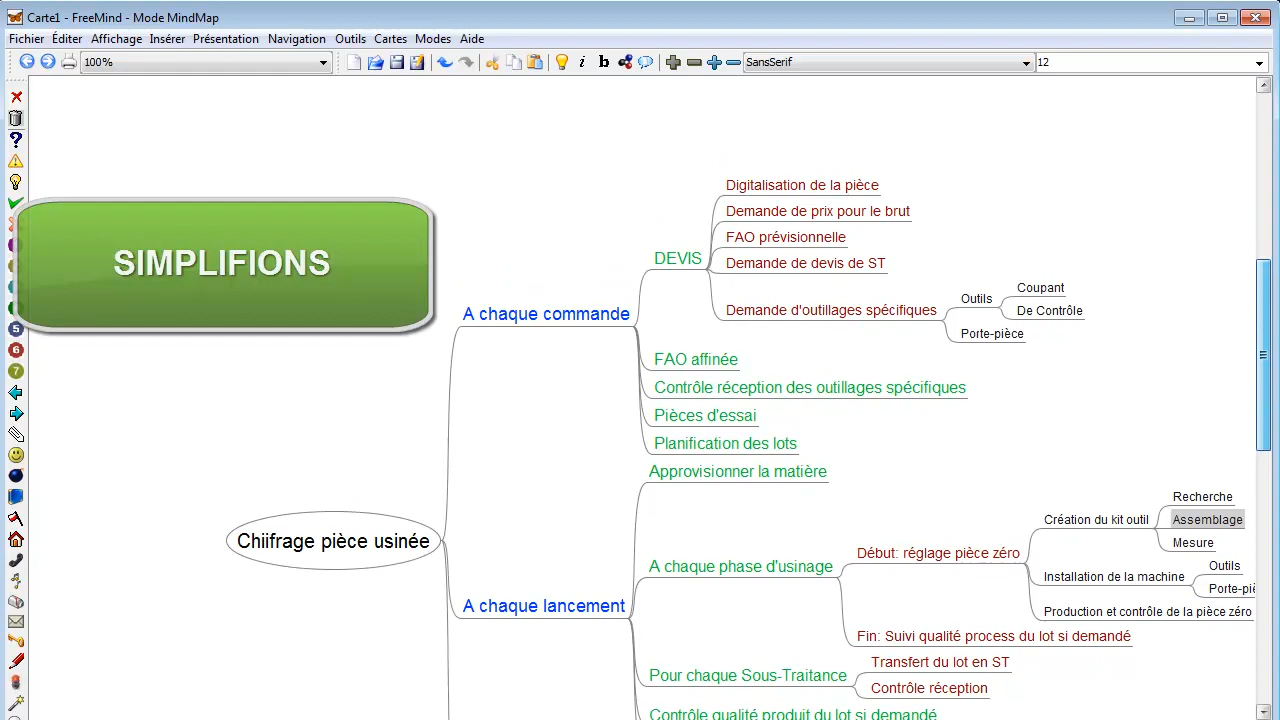 Carte1 - FreeMind - Mode MindMap
Fichier Éditer Affichage Insérer Présentation Navigation Outils Cartes Modes Aide
100%
i b
SansSerif
12
SIMPLIFIONS
Digitalisation de la pièce
Demande de prix pour le brut
FAO prévisionnelle
DEVIS
Demande de devis de ST
Demande d'outillages spécifiques
Outils
Coupant
De Contrôle
Porte-pièce
A chaque commande
FAO affinée
Contrôle réception des outillages spécifiques
Pièces d'essai
Planification des lots
Approvisionner la matière
Chiifrage pièce usinée
A chaque lancement
A chaque phase d'usinage
Début: réglage pièce zéro
Création du kit outil
Recherche
Assemblage
Mesure
Installation de la machine
Outils
Porte-piè
Production et contrôle de la pièce zéro
Fin: Suivi qualité process du lot si demandé
Pour chaque Sous-Traitance
Transfert du lot en ST
Contrôle réception
Contrôle qualité produit du lot si demandé
5
6
7